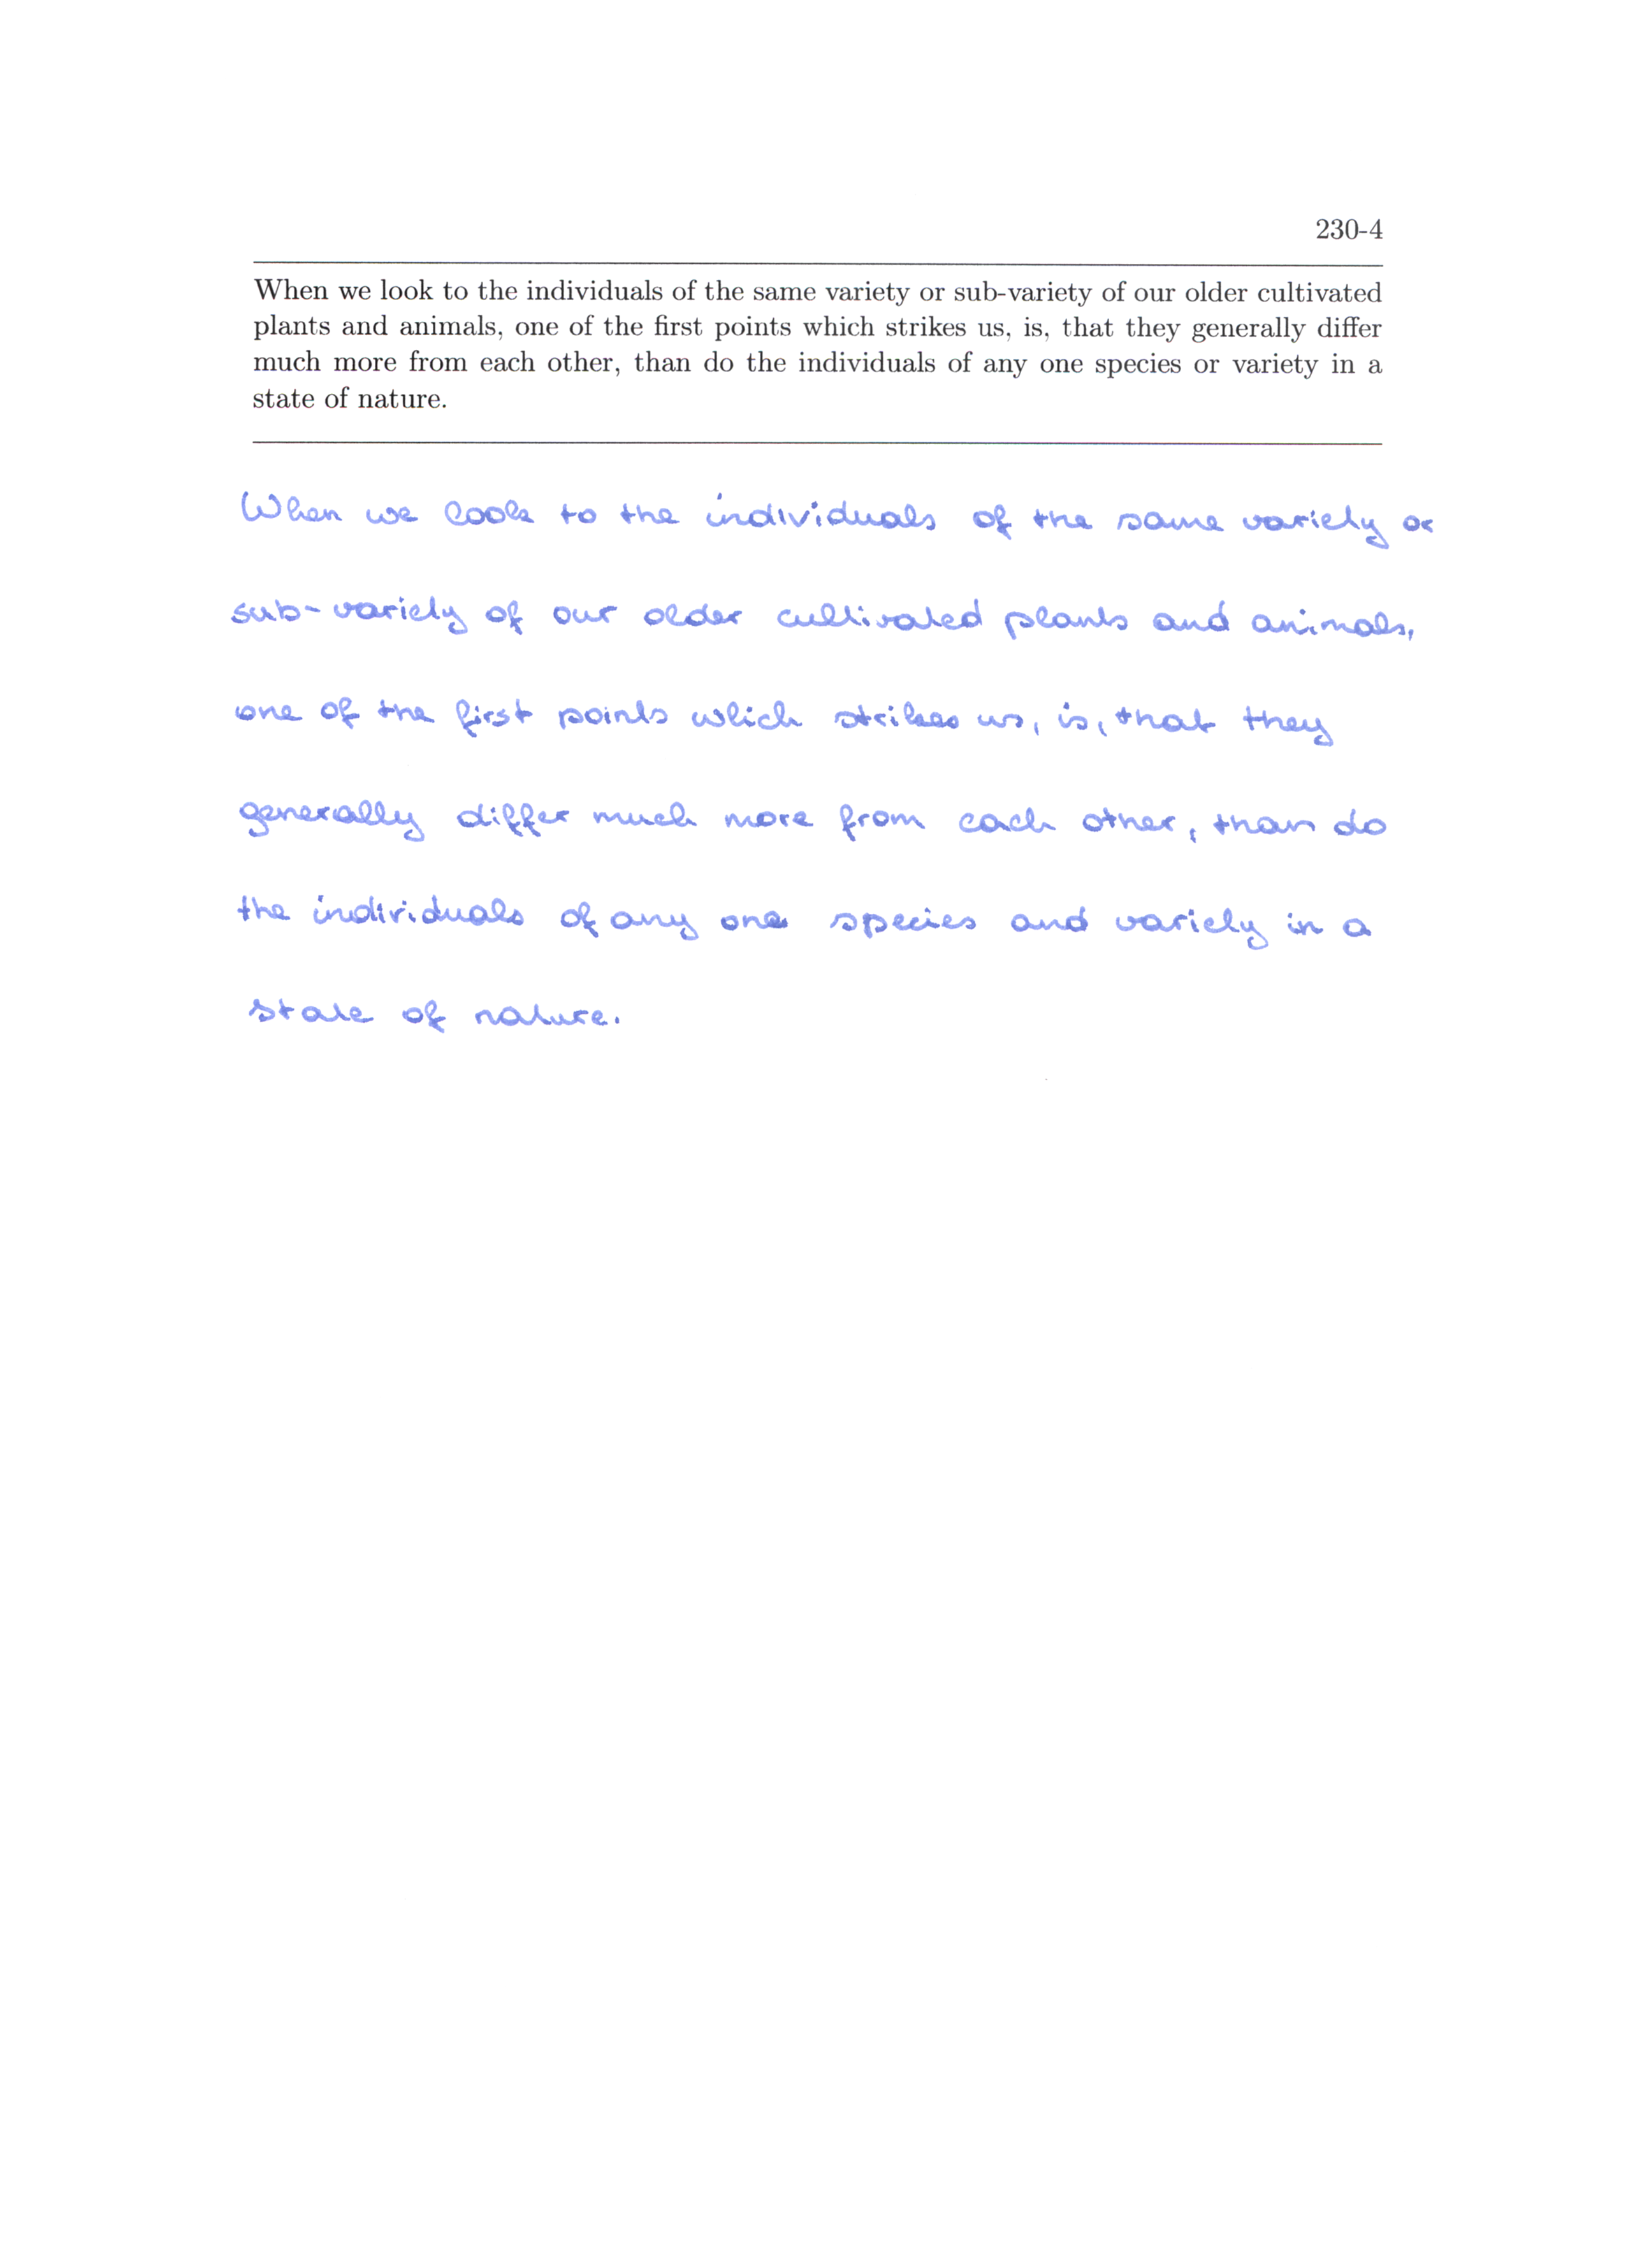 230-4
When we look to the individuals of the same variety or sub-variety of our older cultivated
plants and animals, one of the first points which strikes us, is, that they generally differ
much more from each other, than do the individuals of any one species or variety in a
state of nature.
When we look to the individuals of the same variety or
sub-variety of our older cultivated plants and animals,
one of the first points which strikes us, is, that they
generally differ much more from each other, than do
the individuals of any one species and variety in a
state of nature.